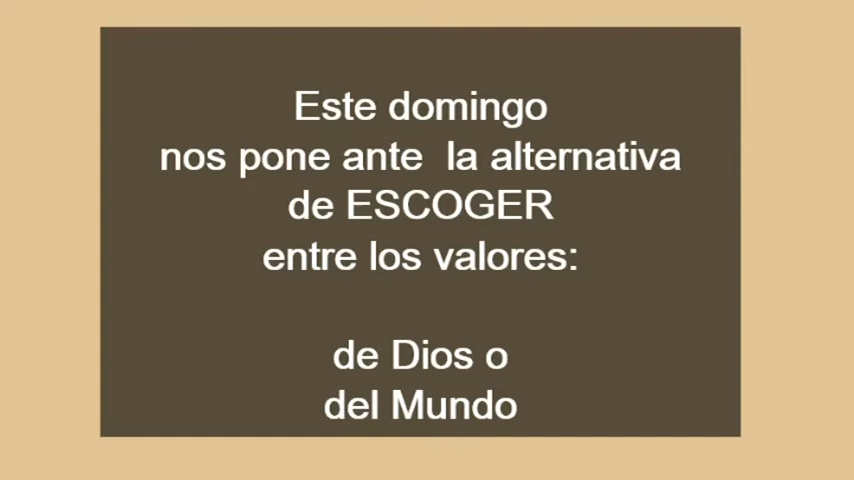 Este domingo
nos pone ante  la alternativa
de ESCOGER
entre los valores:
de Dios o
del Mundo